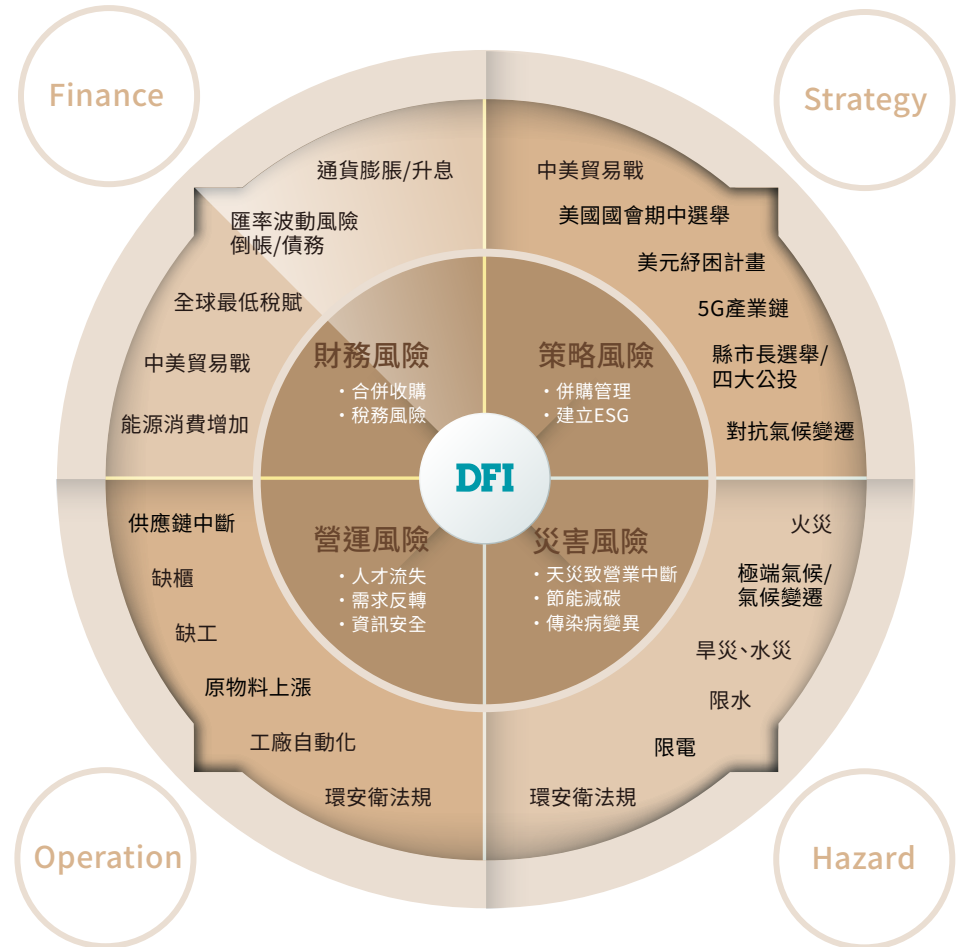 Finance
通貨膨脹/升息
匯率波動風險
倒帳/債務
全球最低稅賦
中美貿易戰
能源消費增加
財務風險
・合併收購
・稅務風險
Strategy
中美貿易戰
美國國會期中選舉
美元紓困計畫
5G產業鏈
縣市長選舉/
四大公投
對抗氣候變遷
策略風險
・併購管理
・建立ESG
DFI
營運風險
・人才流失
・需求反轉
・資訊安全
供應鏈中斷
缺櫃
缺工
原物料上漲
工廠自動化
環安衛法規
Operation
災害風險
・天災致營業中斷
・節能減碳
・傳染病變異
火災
極端氣候/
氣候變遷
旱災、水災
限水
限電
環安衛法規
Hazard